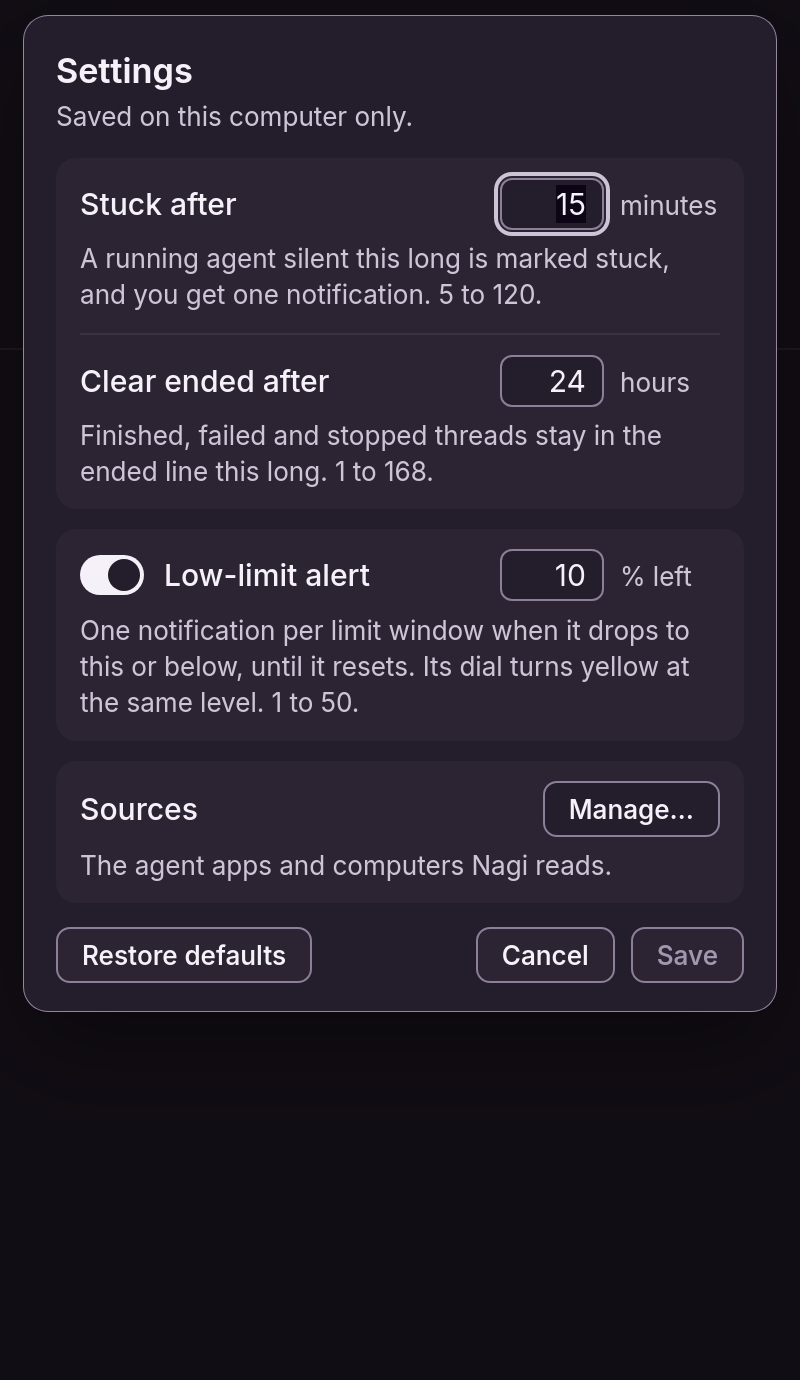 Settings
Saved on this computer only.
Stuck after 15 minutes
A running agent silent this long is marked stuck,
and you get one notification. 5 to 120.
Clear ended after 24 hours
Finished, failed and stopped threads stay in the
ended line this long. 1 to 168.
Low-limit alert 10 % left
One notification per limit window when it drops to
this or below, until it resets. Its dial turns yellow at
the same level. 1 to 50.
Sources Manage...
The agent apps and computers Nagi reads.
Restore defaults Cancel Save